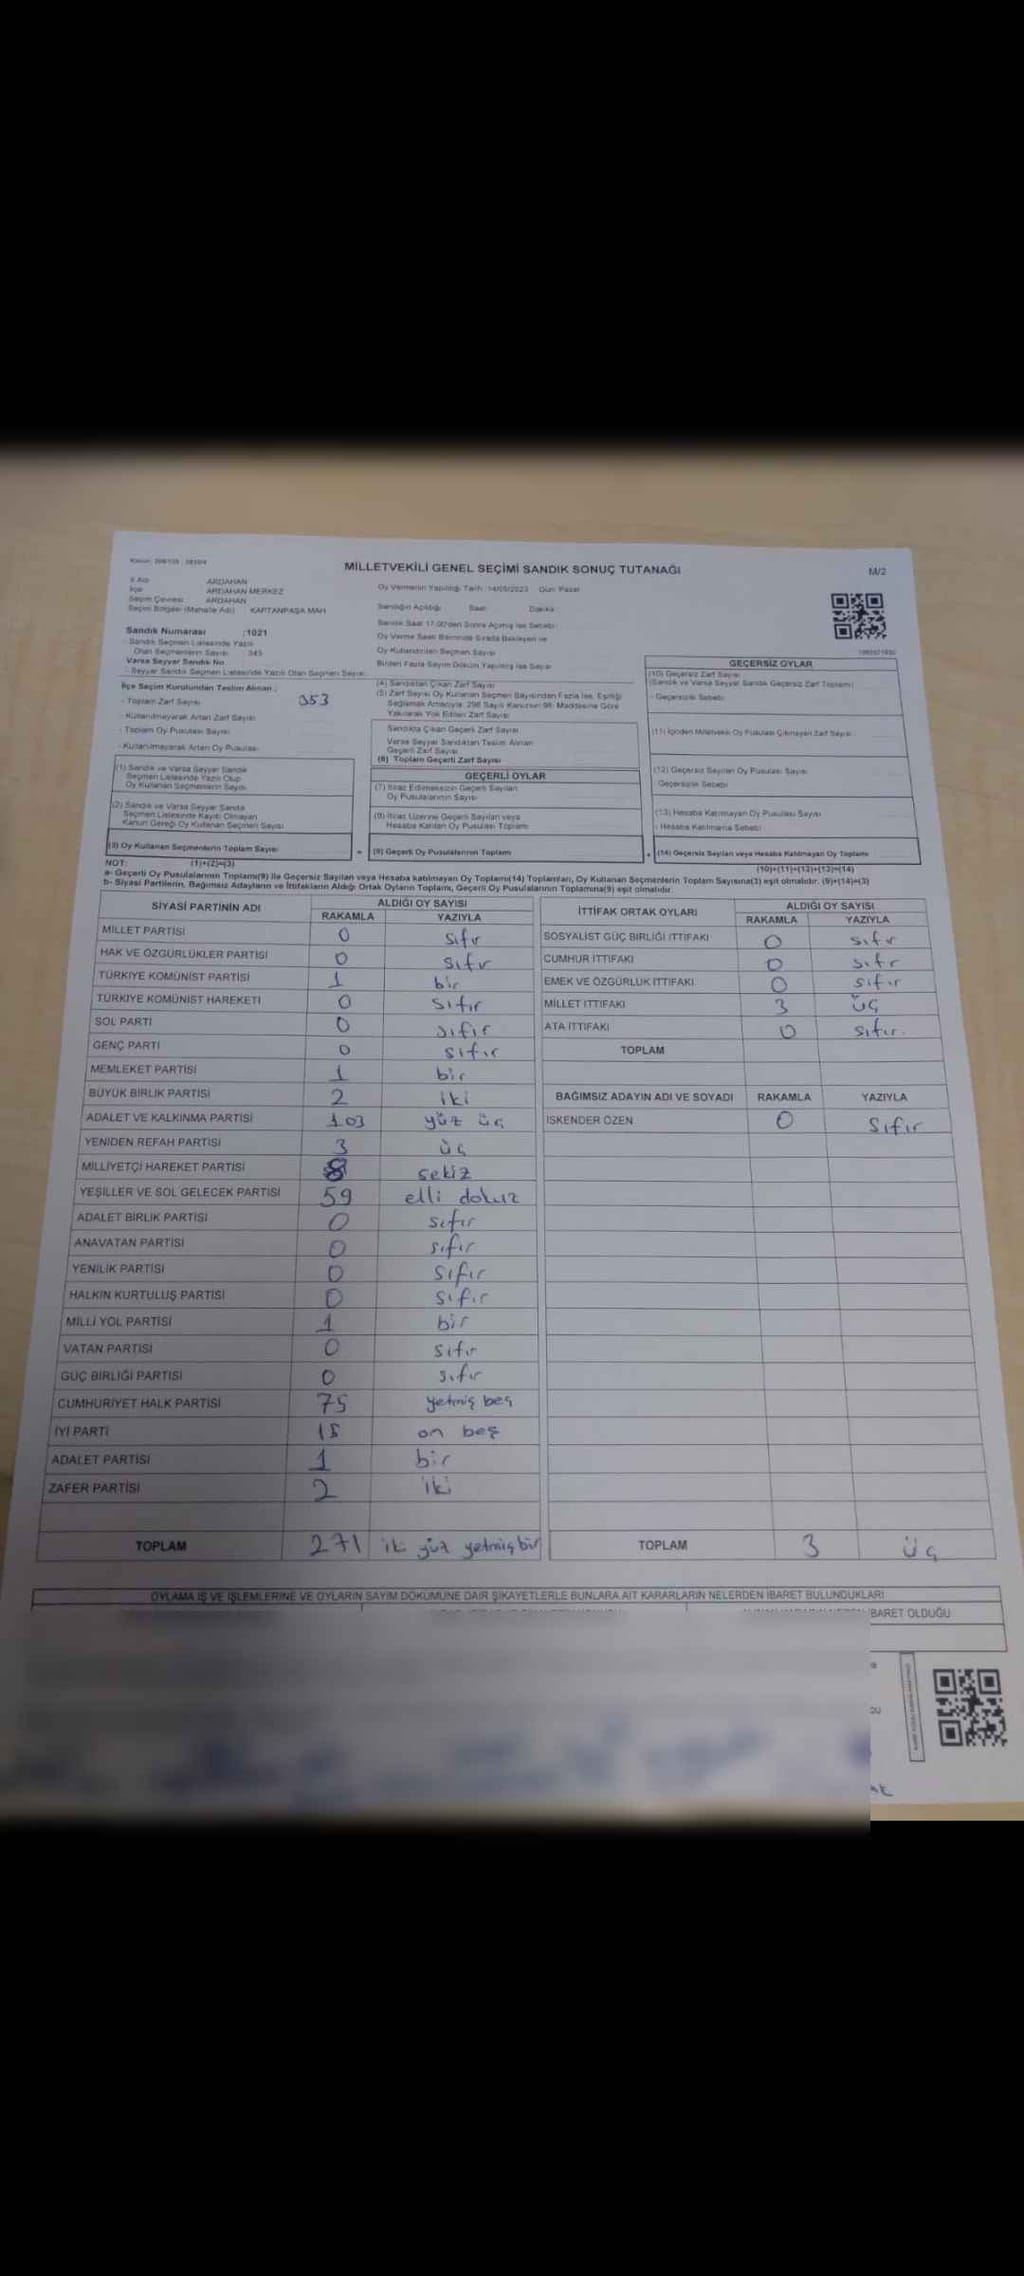 MİLLETVEKİLİ GENEL SEÇİMİ SANDIK SONUÇ TUTANAĞI
M/2
İl Adı ARDAHAN
İlçe ARDAHAN MERKEZ
Seçim Çevresi ARDAHAN
Seçim Bölgesi (Mahalle Adı) KAPTANPAŞA MAH
Sandık Numarası :1021
Sandık Seçmen Listesinde Yazılı
Olan Seçmenlerin Sayısı 343
Varsa Seyyar Sandık No
- Seyyar Sandık Seçmen Listesinde Yazılı Olan Seçmen Sayısı
İlçe Seçim Kurulundan Teslim Alınan ;
- Toplam Zarf Sayısı 353
- Kullanılmayarak Artan Zarf Sayısı
- Toplam Oy Pusulası Sayısı
- Kullanılmayarak Artan Oy Pusulası
(1) Sandık ve Varsa Seyyar Sandık
Seçmen Listesinde Yazılı Olup
Oy Kullanan Seçmenlerin Sayısı
(2) Sandık ve Varsa Seyyar Sandık
Seçmen Listesinde Kayıtlı Olmayan
Kanun Gereği Oy Kullanan Seçmen Sayısı
(3) Oy Kullanan Seçmenlerin Toplam Sayısı
(1)+(2)=(3)
Oy Vermenin Yapıldığı Tarih :14/05/2023 Gün: Pazar
Sandığın Açıldığı Saat: Dakika
Sandık Saat 17.00'den Sonra Açılmış İse Sebebi
Oy Verme Saati Bitiminde Sırada Bekleyen ve
Oy Kullandırılan Seçmen Sayısı
Birden Fazla Sayım Döküm Yapılmış İse Sayısı
(4) Sandıktan Çıkan Zarf Sayısı
(5) Zarf Sayısı Oy Kullanan Seçmen Sayısından Fazla İse, Eşitliği
Sağlamak Amacıyla, 298 Sayılı Kanunun 98. Maddesine Göre
Yakılarak Yok Edilen Zarf Sayısı
Sandıkta Çıkan Geçerli Zarf Sayısı
Varsa Seyyar Sandıktan Teslim Alınan
Geçerli Zarf Sayısı
(6) Toplam Geçerli Zarf Sayısı
GEÇERLİ OYLAR
(7) İtiraz Edilmeksizin Geçerli Sayılan
Oy Pusulalarının Sayısı
(8) İtiraz Üzerine Geçerli Sayılan veya
Hesaba Katılan Oy Pusulası Toplamı
(9) Geçerli Oy Pusulalarının Toplamı
GEÇERSİZ OYLAR
(10) Geçersiz Zarf Sayısı
(Sandık ve Varsa Seyyar Sandık Geçersiz Zarf Toplamı)
- Geçersizlik Sebebi
(11) İçinden Milletvekili Oy Pusulası Çıkmayan Zarf Sayısı
(12) Geçersiz Sayılan Oy Pusulası Sayısı
Geçersizlik Sebebi
(13) Hesaba Katılmayan Oy Pusulası Sayısı
- Hesaba Katılmama Sebebi
(14) Geçersiz Sayılan veya Hesaba Katılmayan Oy Toplamı
(10)+(11)+(12)+(13)=(14)
NOT:
a- Geçerli Oy Pusulalarının Toplamı(9) ile Geçersiz Sayılan veya Hesaba katılmayan Oy Toplamı(14) Toplamları, Oy Kullanan Seçmenlerin Toplam Sayısına(3) eşit olmalıdır. (9)+(14)=(3)
b- Siyasi Partilerin, Bağımsız Adayların ve İttifakların Aldığı Ortak Oyların Toplamı, Geçerli Oy Pusulalarının Toplamına(9) eşit olmalıdır.
SİYASİ PARTİNİN ADI ALDIĞI OY SAYISI
RAKAMLA YAZIYLA
MİLLET PARTİSİ 0 sıfır
HAK VE ÖZGÜRLÜKLER PARTİSİ 0 sıfır
TÜRKİYE KOMÜNİST PARTİSİ 1 bir
TÜRKİYE KOMÜNİST HAREKETİ 0 sıfır
SOL PARTİ 0 sıfır
GENÇ PARTİ 0 sıfır
MEMLEKET PARTİSİ 1 bir
BÜYÜK BİRLİK PARTİSİ 2 iki
ADALET VE KALKINMA PARTİSİ 103 yüz üç
YENİDEN REFAH PARTİSİ 3 üç
MİLLİYETÇİ HAREKET PARTİSİ 8 sekiz
YEŞİLLER VE SOL GELECEK PARTİSİ 59 elli dokuz
ADALET BİRLİK PARTİSİ 0 sıfır
ANAVATAN PARTİSİ 0 sıfır
YENİLİK PARTİSİ 0 sıfır
HALKIN KURTULUŞ PARTİSİ 0 sıfır
MİLLİ YOL PARTİSİ 1 bir
VATAN PARTİSİ 0 sıfır
GÜÇ BİRLİĞİ PARTİSİ 0 sıfır
CUMHURİYET HALK PARTİSİ 75 yetmiş beş
İYİ PARTİ 15 on beş
ADALET PARTİSİ 1 bir
ZAFER PARTİSİ 2 iki
TOPLAM 271 iki yüz yetmiş bir
İTTİFAK ORTAK OYLARI ALDIĞI OY SAYISI
RAKAMLA YAZIYLA
SOSYALİST GÜÇ BİRLİĞİ İTTİFAKI 0 sıfır
CUMHUR İTTİFAKI 0 sıfır
EMEK VE ÖZGÜRLÜK İTTİFAKI 0 sıfır
MİLLET İTTİFAKI 3 üç
ATA İTTİFAKI 0 sıfır
TOPLAM
BAĞIMSIZ ADAYIN ADI VE SOYADI RAKAMLA YAZIYLA
İSKENDER ÖZEN 0 sıfır
TOPLAM 3 üç
OYLAMA İŞ VE İŞLEMLERİNE VE OYLARIN SAYIM DÖKÜMÜNE DAİR ŞİKAYETLERLE BUNLARA AİT KARARLARIN NELERDEN İBARET BULUNDUKLARI
BARET OLDUĞU